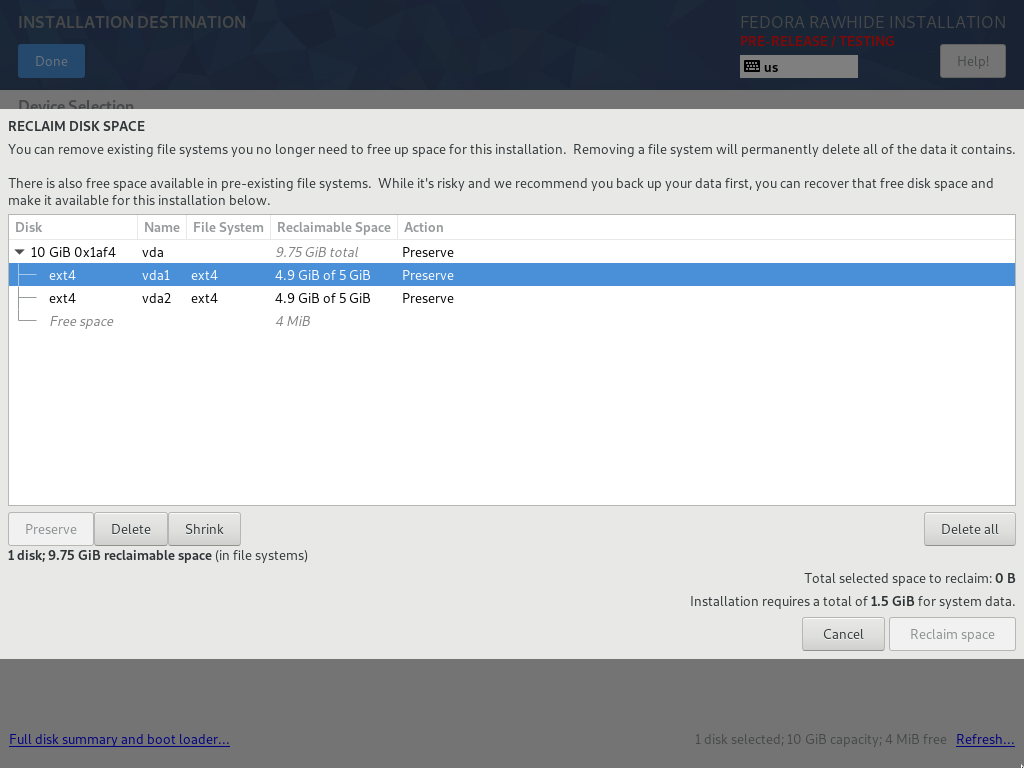 INSTALLATION DESTINATION
FEDORA RAWHIDE INSTALLATION
PRE-RELEASE / TESTING
Done
us
Help!
Device Selection
RECLAIM DISK SPACE
You can remove existing file systems you no longer need to free up space for this installation.  Removing a file system will permanently delete all of the data it contains.
There is also free space available in pre-existing file systems.  While it's risky and we recommend you back up your data first, you can recover that free disk space and
make it available for this installation below.
Disk Name File System Reclaimable Space Action
10 GiB 0x1af4 vda 9.75 GiB total Preserve
ext4 vda1 ext4 4.9 GiB of 5 GiB Preserve
ext4 vda2 ext4 4.9 GiB of 5 GiB Preserve
Free space 4 MiB
Preserve Delete Shrink Delete all
1 disk; 9.75 GiB reclaimable space (in file systems)
Total selected space to reclaim: 0 B
Installation requires a total of 1.5 GiB for system data.
Cancel Reclaim space
Full disk summary and boot loader... 1 disk selected; 10 GiB capacity; 4 MiB free Refresh...